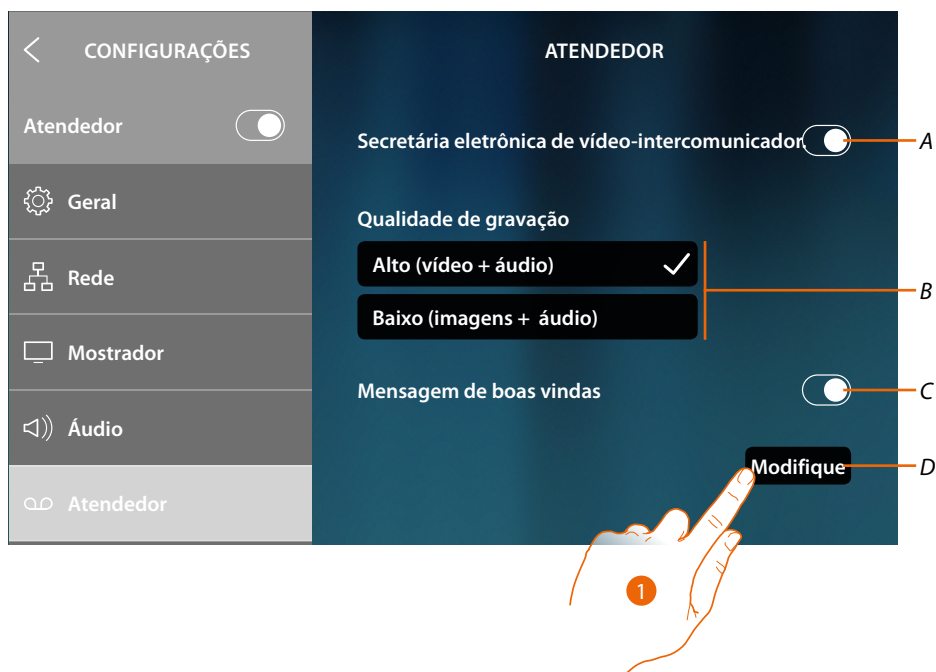 CONFIGURAÇÕES
Atendedor
Geral
Rede
Mostrador
Áudio
Atendedor
ATENDEDOR
Secretária eletrônica de vídeo-intercomunicador
A
Qualidade de gravação
Alto (vídeo + áudio)
Baixo (imagens + áudio)
B
Mensagem de boas vindas
C
Modifique
D
1